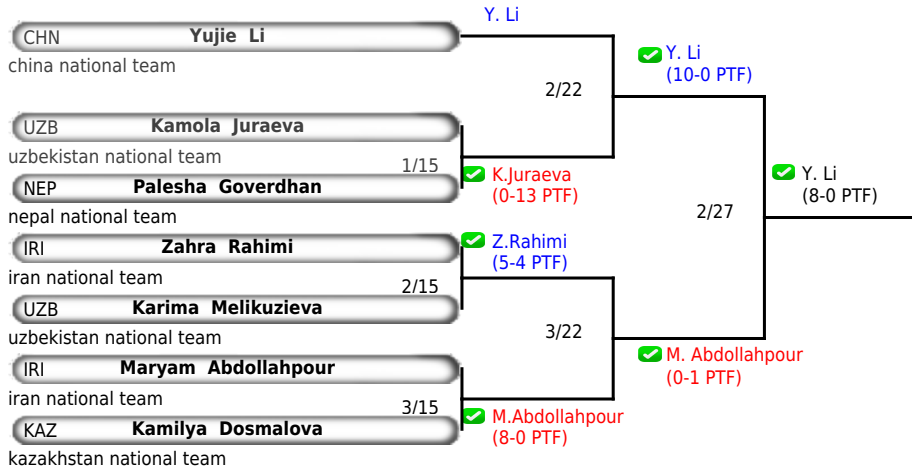 Y. Li
CHN Yujie Li
china national team
Y. Li
(10-0 PTF)
2/22
UZB Kamola Juraeva
uzbekistan national team
1/15
K.Juraeva
(0-13 PTF)
NEP Palesha Goverdhan
nepal national team
Y. Li
(8-0 PTF)
2/27
IRI Zahra Rahimi
iran national team
Z.Rahimi
(5-4 PTF)
2/15
UZB Karima Melikuzieva
uzbekistan national team
3/22
IRI Maryam Abdollahpour
iran national team
M. Abdollahpour
(0-1 PTF)
3/15
M.Abdollahpour
(8-0 PTF)
KAZ Kamilya Dosmalova
kazakhstan national team